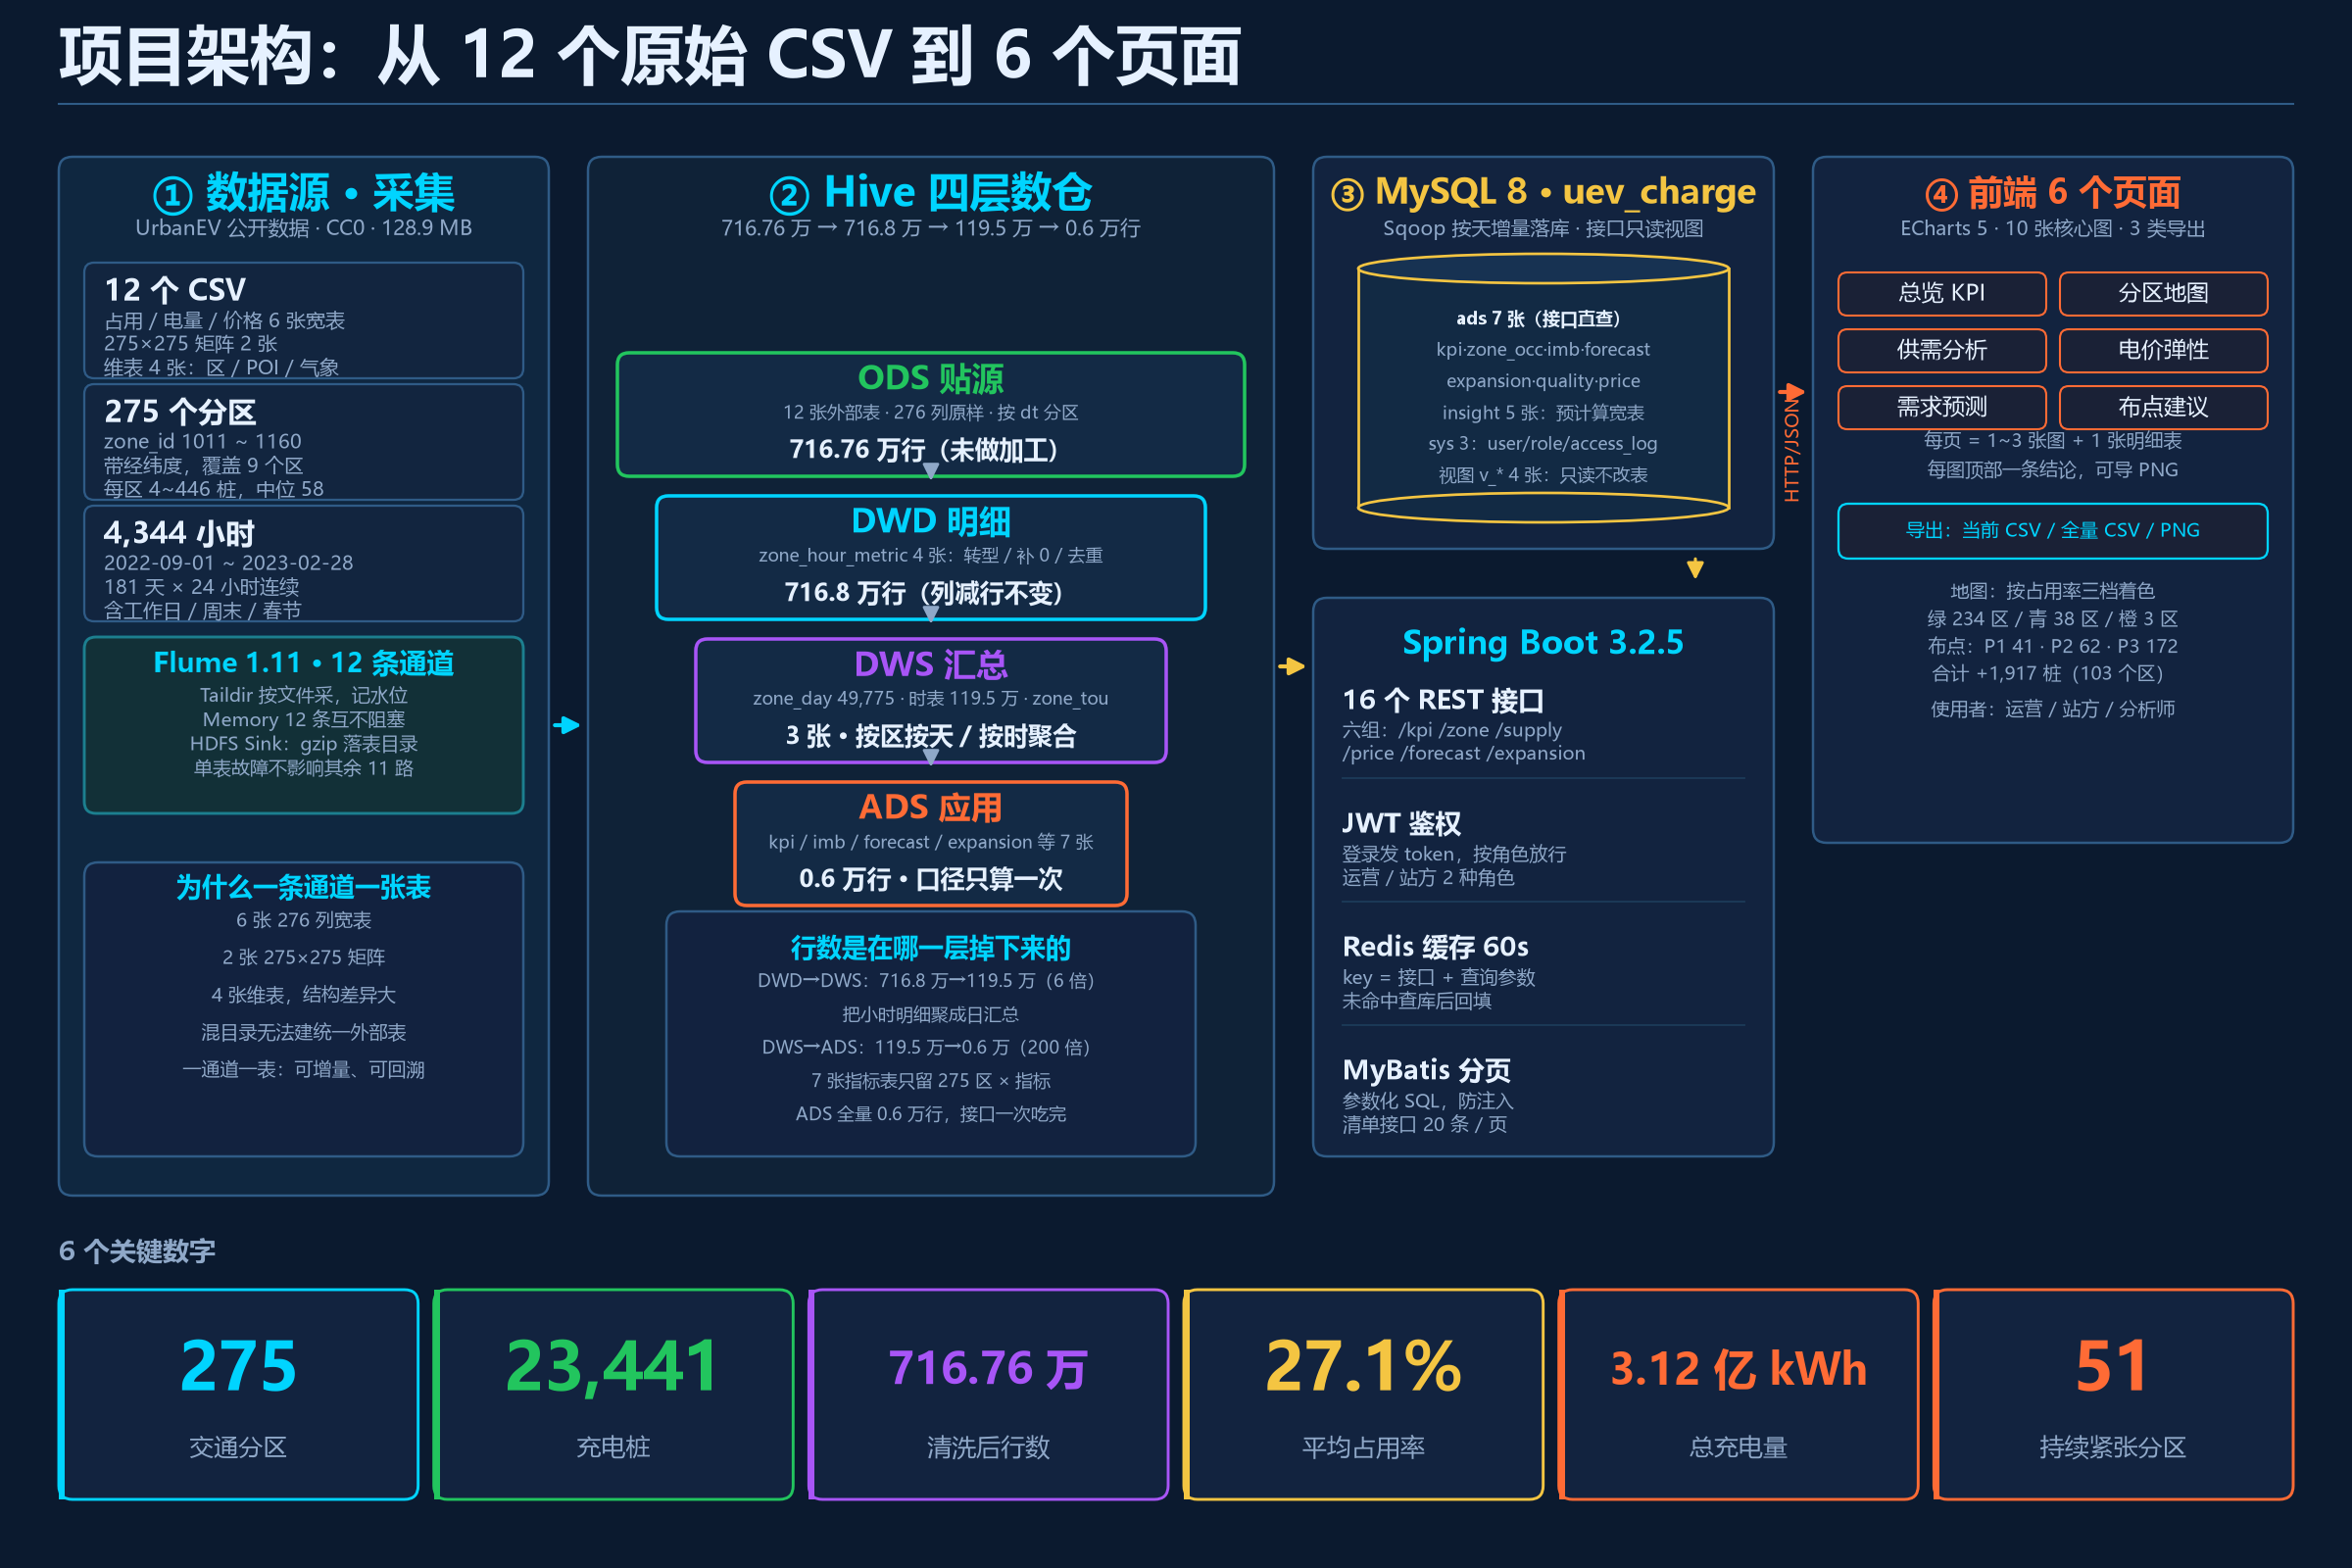 项目架构：从 12 个原始 CSV 到 6 个页面
① 数据源 • 采集
UrbanEV 公开数据 · CC0 · 128.9 MB
12 个 CSV
占用 / 电量 / 价格 6 张宽表
275×275 矩阵 2 张
维表 4 张：区 / POI / 气象
275 个分区
zone_id 1011 ~ 1160
带经纬度，覆盖 9 个区
每区 4~446 桩，中位 58
4,344 小时
2022-09-01 ~ 2023-02-28
181 天 × 24 小时连续
含工作日 / 周末 / 春节
Flume 1.11 • 12 条通道
Taildir 按文件采，记水位
Memory 12 条互不阻塞
HDFS Sink：gzip 落表目录
单表故障不影响其余 11 路
为什么一条通道一张表
6 张 276 列宽表
2 张 275×275 矩阵
4 张维表，结构差异大
混目录无法建统一外部表
一通道一表：可增量、可回溯
② Hive 四层数仓
716.76 万 → 716.8 万 → 119.5 万 → 0.6 万行
ODS 贴源
12 张外部表 · 276 列原样 · 按 dt 分区
716.76 万行（未做加工）
DWD 明细
zone_hour_metric 4 张：转型 / 补 0 / 去重
716.8 万行（列减行不变）
DWS 汇总
zone_day 49,775 · 时表 119.5 万 · zone_tou
3 张 • 按区按天 / 按时聚合
ADS 应用
kpi / imb / forecast / expansion 等 7 张
0.6 万行 • 口径只算一次
行数是在哪一层掉下来的
DWD→DWS：716.8 万→119.5 万（6 倍）
把小时明细聚成日汇总
DWS→ADS：119.5 万→0.6 万（200 倍）
7 张指标表只留 275 区 × 指标
ADS 全量 0.6 万行，接口一次吃完
③ MySQL 8 • uev_charge
Sqoop 按天增量落库 · 接口只读视图
ads 7 张（接口直查）
kpi·zone_occ·imb·forecast
expansion·quality·price
insight 5 张：预计算宽表
sys 3：user/role/access_log
视图 v_* 4 张：只读不改表
Spring Boot 3.2.5
16 个 REST 接口
六组：/kpi /zone /supply
/price /forecast /expansion
JWT 鉴权
登录发 token，按角色放行
运营 / 站方 2 种角色
Redis 缓存 60s
key = 接口 + 查询参数
未命中查库后回填
MyBatis 分页
参数化 SQL，防注入
清单接口 20 条 / 页
HTTP/JSON
④ 前端 6 个页面
ECharts 5 · 10 张核心图 · 3 类导出
总览 KPI
分区地图
供需分析
电价弹性
需求预测
布点建议
每页 = 1~3 张图 + 1 张明细表
每图顶部一条结论，可导 PNG
导出：当前 CSV / 全量 CSV / PNG
地图：按占用率三档着色
绿 234 区 / 青 38 区 / 橙 3 区
布点：P1 41 · P2 62 · P3 172
合计 +1,917 桩（103 个区）
使用者：运营 / 站方 / 分析师
6 个关键数字
275
交通分区
23,441
充电桩
716.76 万
清洗后行数
27.1%
平均占用率
3.12 亿 kWh
总充电量
51
持续紧张分区